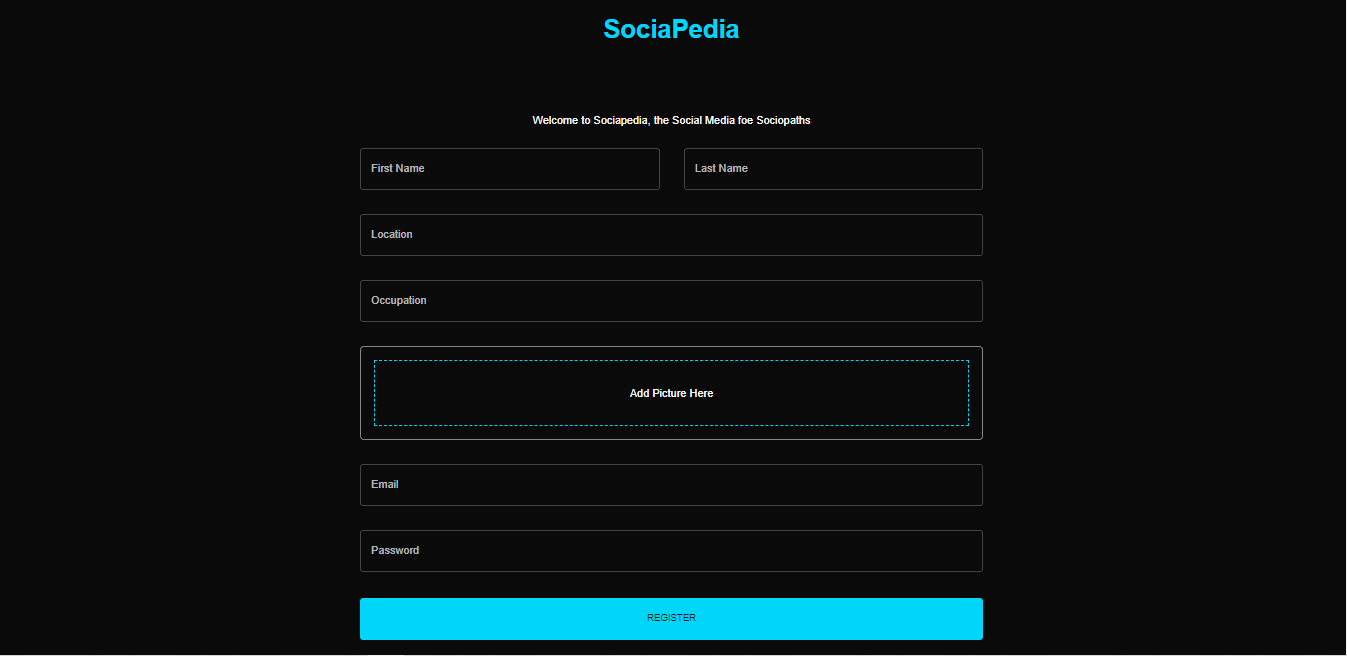 SociaPedia
Welcome to Sociapedia, the Social Media foe Sociopaths
First Name
Last Name
Location
Occupation
Add Picture Here
Email
Password
REGISTER